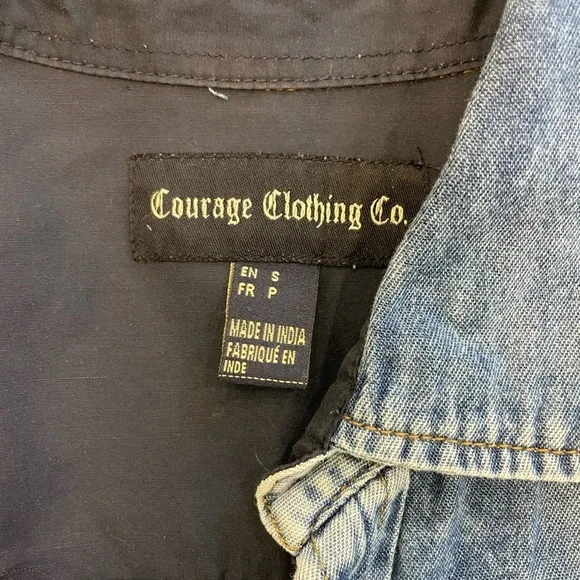 Courage Clothing Co.
EN S
FR P
MADE IN INDIA
FABRIQUÉ EN
INDE